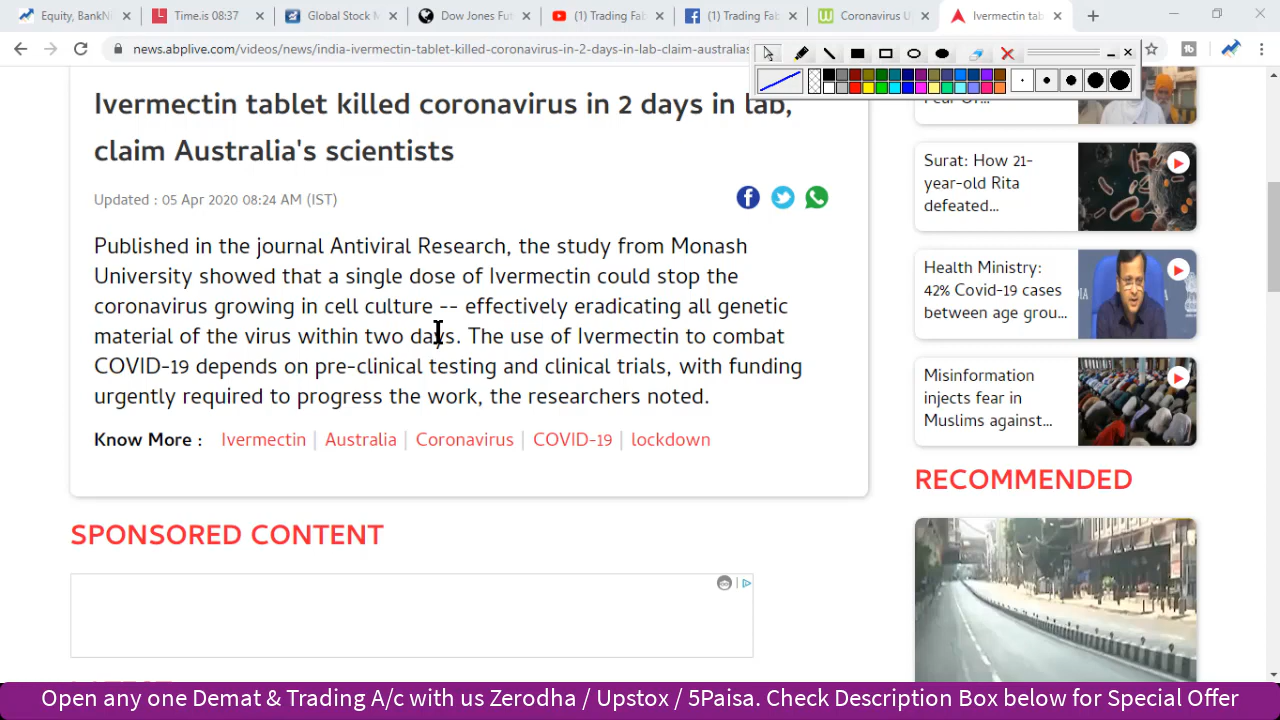 Equity, BankNi
Time.is 08:37
Global Stock M
Dow Jones Fut
(1) Trading Fab
(1) Trading Fab
Coronavirus U
Ivermectin tab
news.abplive.com/videos/news/india-ivermectin-tablet-killed-coronavirus-in-2-days-in-lab-claim-australias
Ivermectin tablet killed coronavirus in 2 days in lab,
claim Australia's scientists
Updated : 05 Apr 2020 08:24 AM (IST)
Published in the journal Antiviral Research, the study from Monash
University showed that a single dose of Ivermectin could stop the
coronavirus growing in cell culture -- effectively eradicating all genetic
material of the virus within two days. The use of Ivermectin to combat
COVID-19 depends on pre-clinical testing and clinical trials, with funding
urgently required to progress the work, the researchers noted.
Know More : Ivermectin | Australia | Coronavirus | COVID-19 | lockdown
SPONSORED CONTENT
Surat: How 21-
year-old Rita
defeated...
Health Ministry:
42% Covid-19 cases
between age grou...
Misinformation
injects fear in
Muslims against...
RECOMMENDED
Open any one Demat & Trading A/c with us Zerodha / Upstox / 5Paisa. Check Description Box below for Special Offer